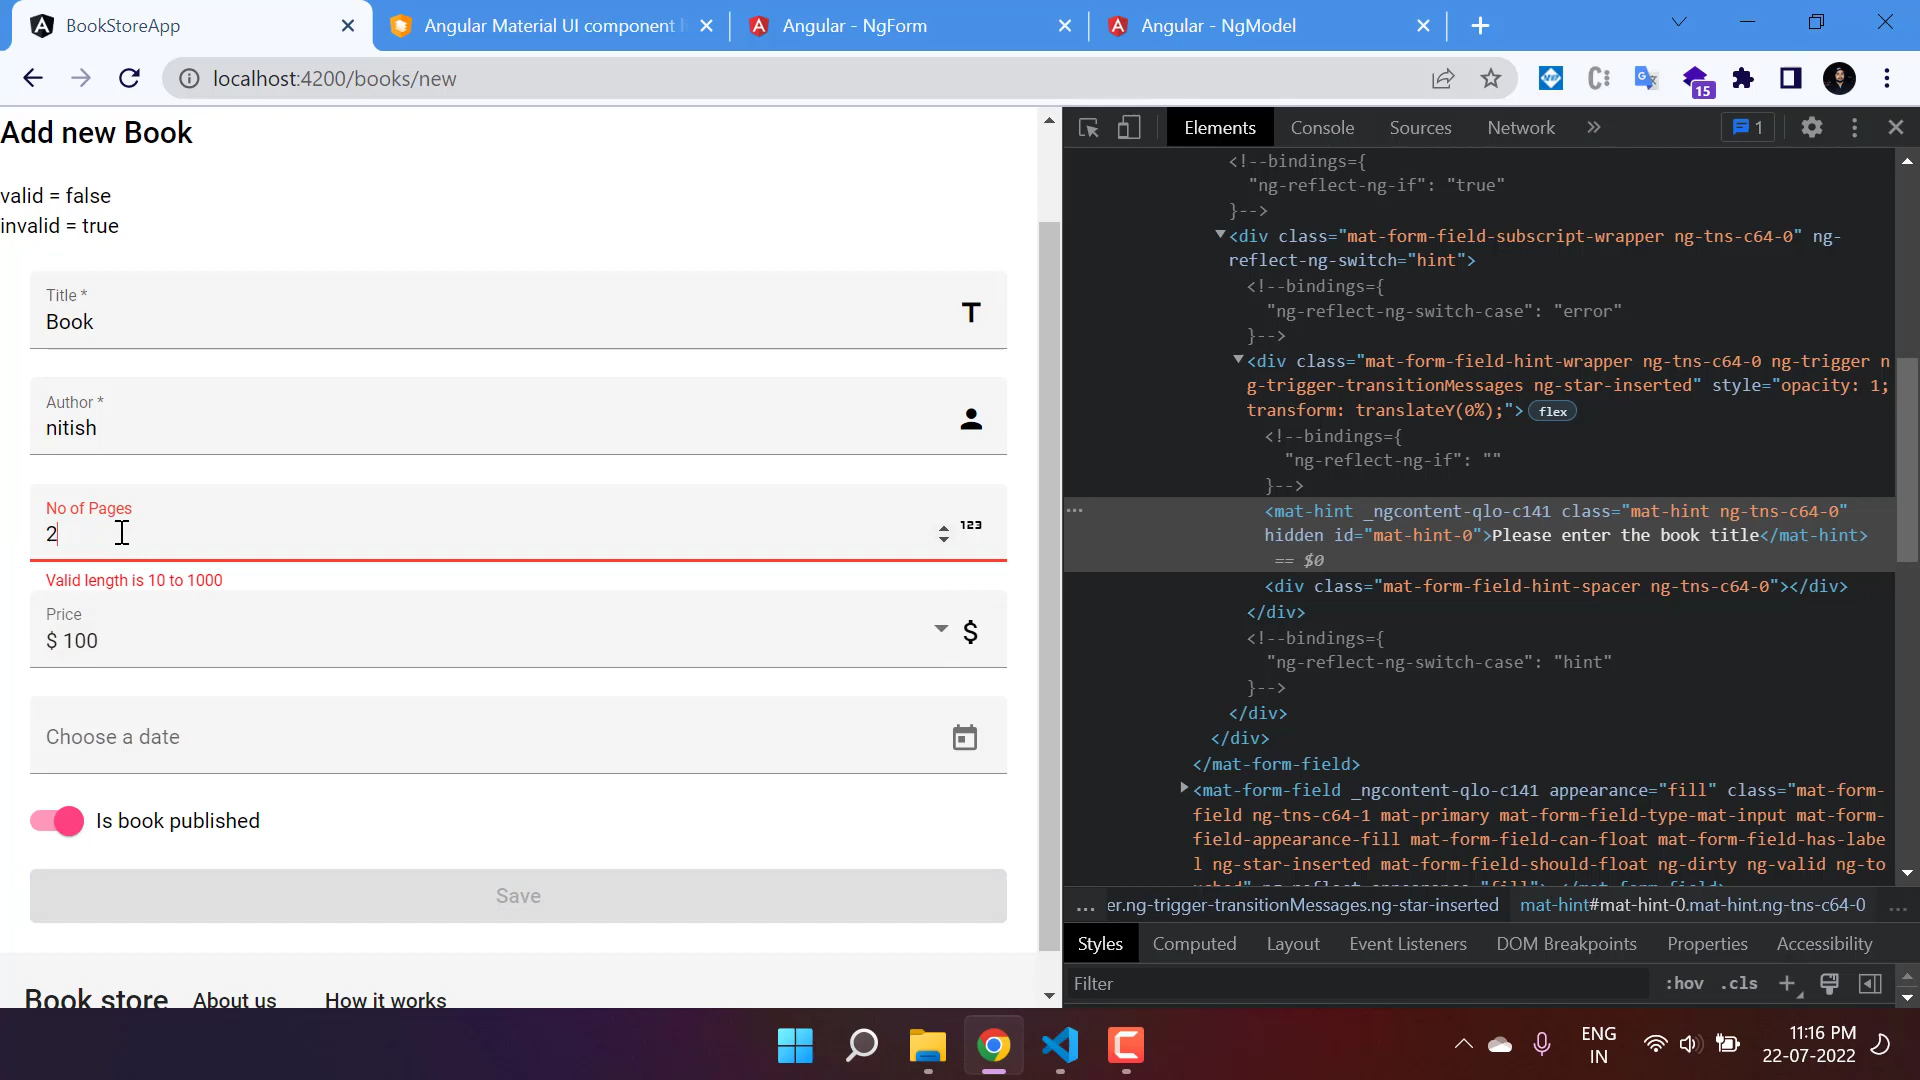 BookStoreApp
Angular Material UI component l
Angular - NgForm
Angular - NgModel
localhost:4200/books/new
15
Add new Book
valid = false
invalid = true
Title *
Book
T
Author *
nitish
No of Pages
2
123
Valid length is 10 to 1000
Price
$ 100
$
Choose a date
Is book published
Save
Book store About us How it works
Elements Console Sources Network » 1
<!--bindings={
"ng-reflect-ng-if": "true"
}-->
<div class="mat-form-field-subscript-wrapper ng-tns-c64-0" ng-
reflect-ng-switch="hint">
<!--bindings={
"ng-reflect-ng-switch-case": "error"
}-->
<div class="mat-form-field-hint-wrapper ng-tns-c64-0 ng-trigger n
g-trigger-transitionMessages ng-star-inserted" style="opacity: 1;
transform: translateY(0%);"> flex
<!--bindings={
"ng-reflect-ng-if": ""
}-->
<mat-hint _ngcontent-qlo-c141 class="mat-hint ng-tns-c64-0"
hidden id="mat-hint-0">Please enter the book title</mat-hint>
== $0
<div class="mat-form-field-hint-spacer ng-tns-c64-0"></div>
</div>
<!--bindings={
"ng-reflect-ng-switch-case": "hint"
}-->
</div>
</div>
</mat-form-field>
<mat-form-field _ngcontent-qlo-c141 appearance="fill" class="mat-form-
field ng-tns-c64-1 mat-primary mat-form-field-type-mat-input mat-form-
field-appearance-fill mat-form-field-can-float mat-form-field-has-labe
l ng-star-inserted mat-form-field-should-float ng-dirty ng-valid ng-to
... er.ng-trigger-transitionMessages.ng-star-inserted mat-hint#mat-hint-0.mat-hint.ng-tns-c64-0 ...
Styles Computed Layout Event Listeners DOM Breakpoints Properties Accessibility
Filter :hov .cls
ENG
IN
11:16 PM
22-07-2022